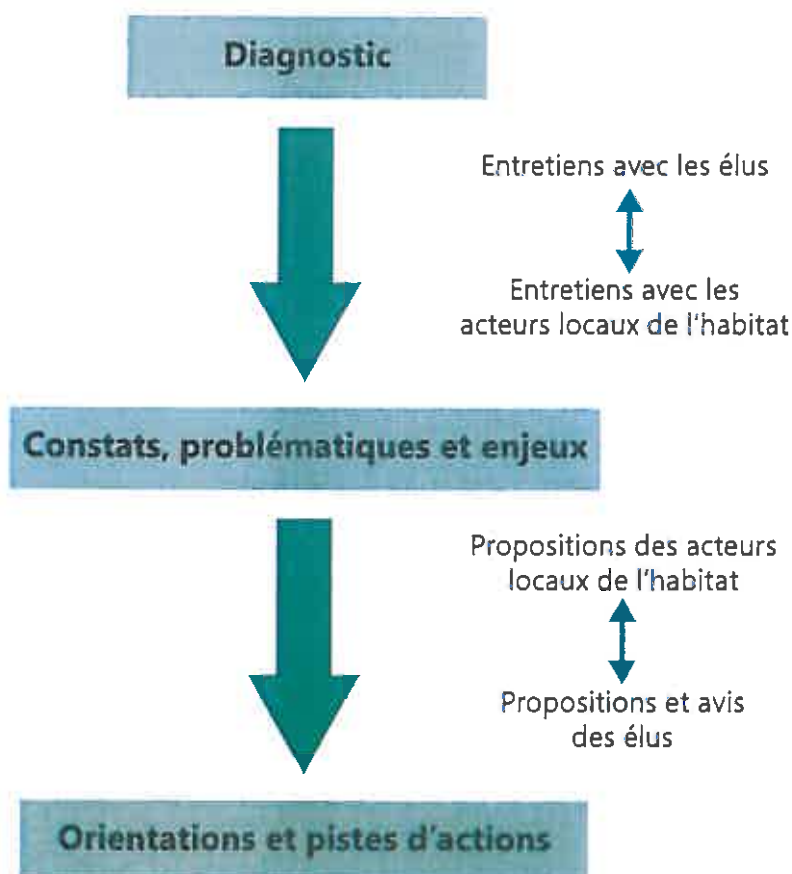 Diagnostic
Entretiens avec les élus
Entretiens avec les
acteurs locaux de l'habitat
Constats, problématiques et enjeux
Propositions des acteurs
locaux de l'habitat
Propositions et avis
des élus
Orientations et pistes d'actions